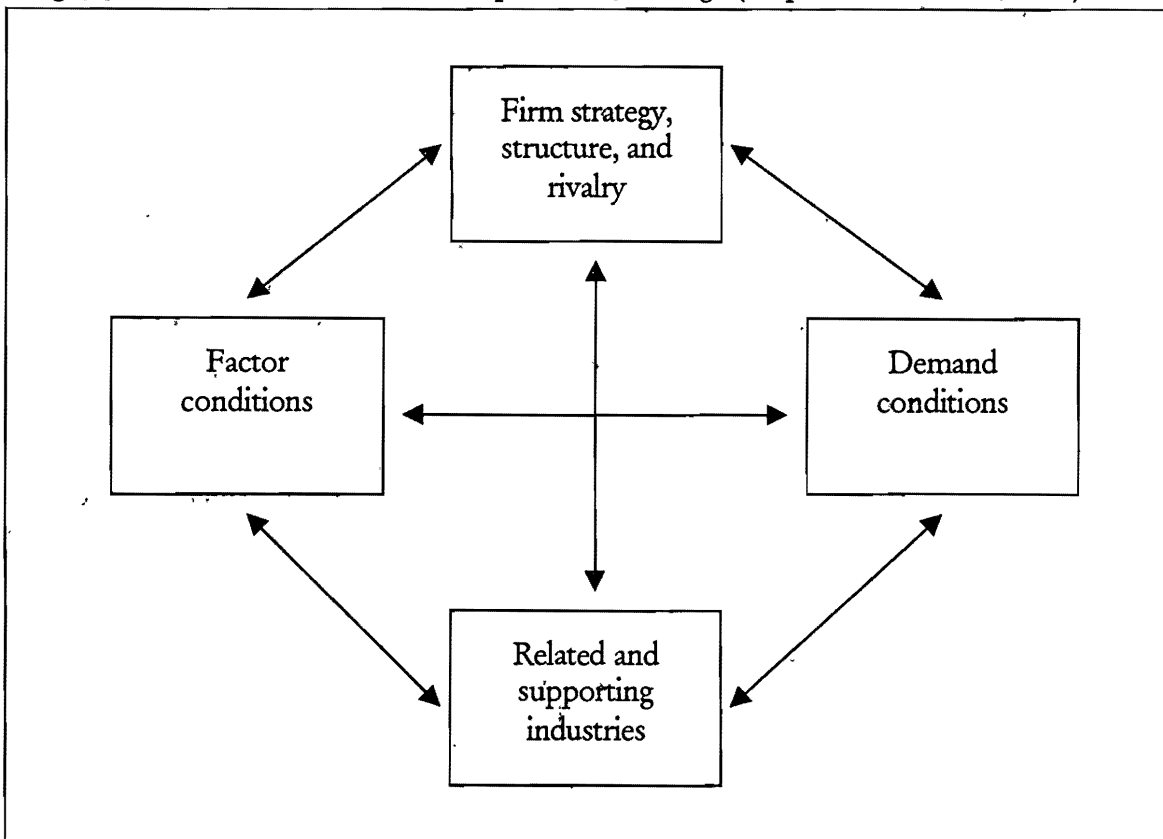 Firm strategy,
structure, and
rivalry
Factor
conditions
Demand
conditions
Related and
supporting
industries